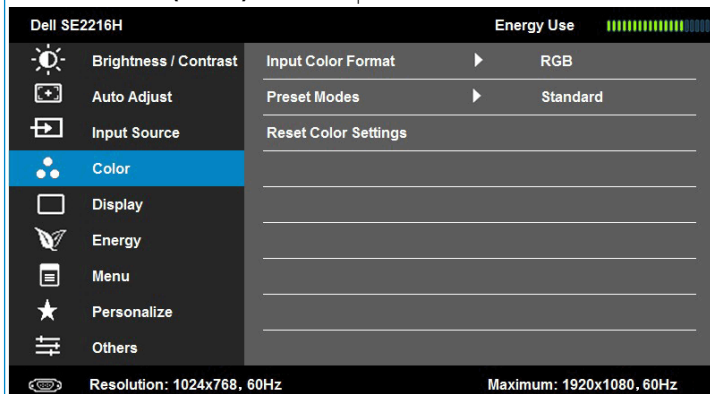 Dell SE2216H Energy Use
Brightness / Contrast Input Color Format RGB
Auto Adjust Preset Modes Standard
Input Source Reset Color Settings
Color
Display
Energy
Menu
Personalize
Others
Resolution: 1024x768, 60Hz Maximum: 1920x1080, 60Hz